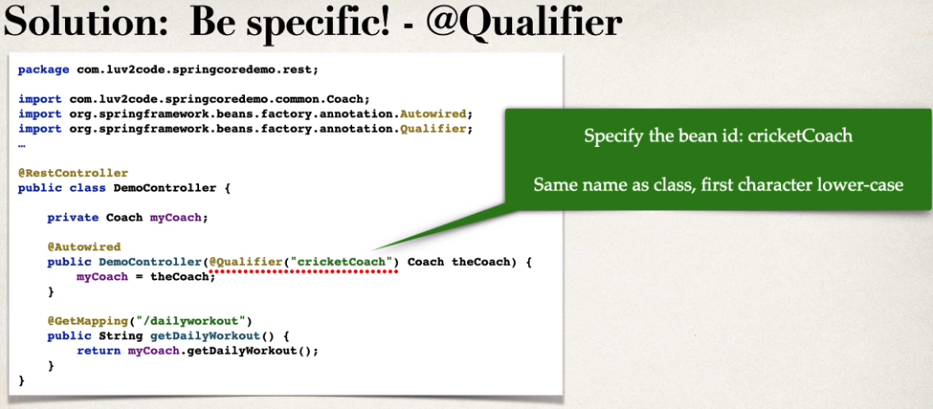 Solution:  Be specific! - @Qualifier
package com.luv2code.springcoredemo.rest;
import com.luv2code.springcoredemo.common.Coach;
import org.springframework.beans.factory.annotation.Autowired;
import org.springframework.beans.factory.annotation.Qualifier;
…
@RestController
public class DemoController {
    private Coach myCoach;
    @Autowired
    public DemoController(@Qualifier("cricketCoach") Coach theCoach) {
        myCoach = theCoach;
    }
    @GetMapping("/dailyworkout")
    public String getDailyWorkout() {
        return myCoach.getDailyWorkout();
    }
}
Specify the bean id: cricketCoach
Same name as class, first character lower-case